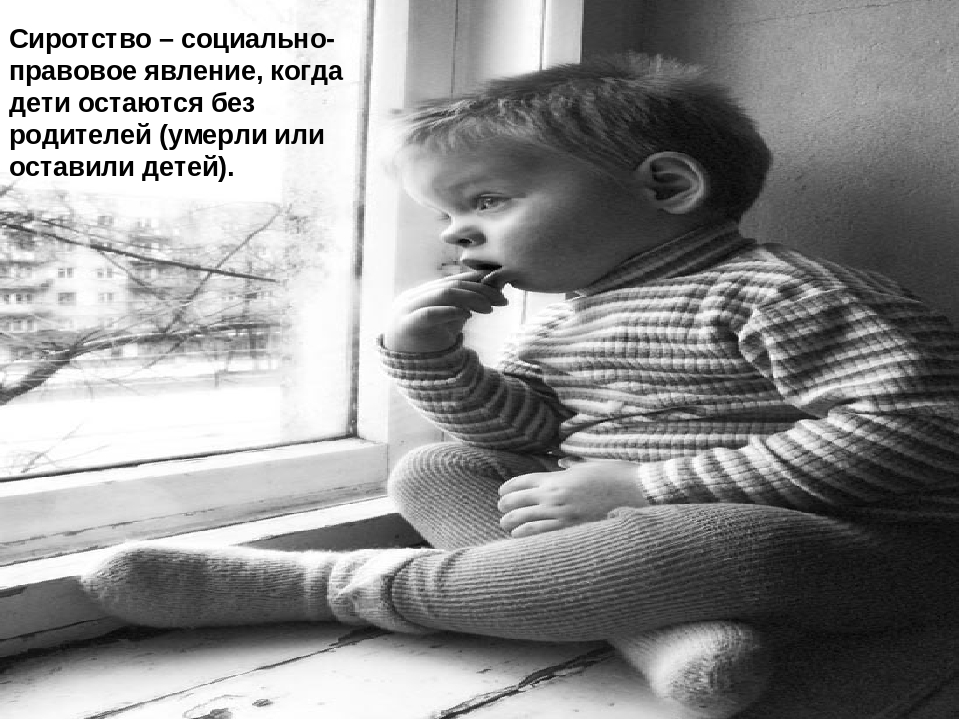 Сиротство – социально-
правовое явление, когда
дети остаются без
родителей (умерли или
оставили детей).